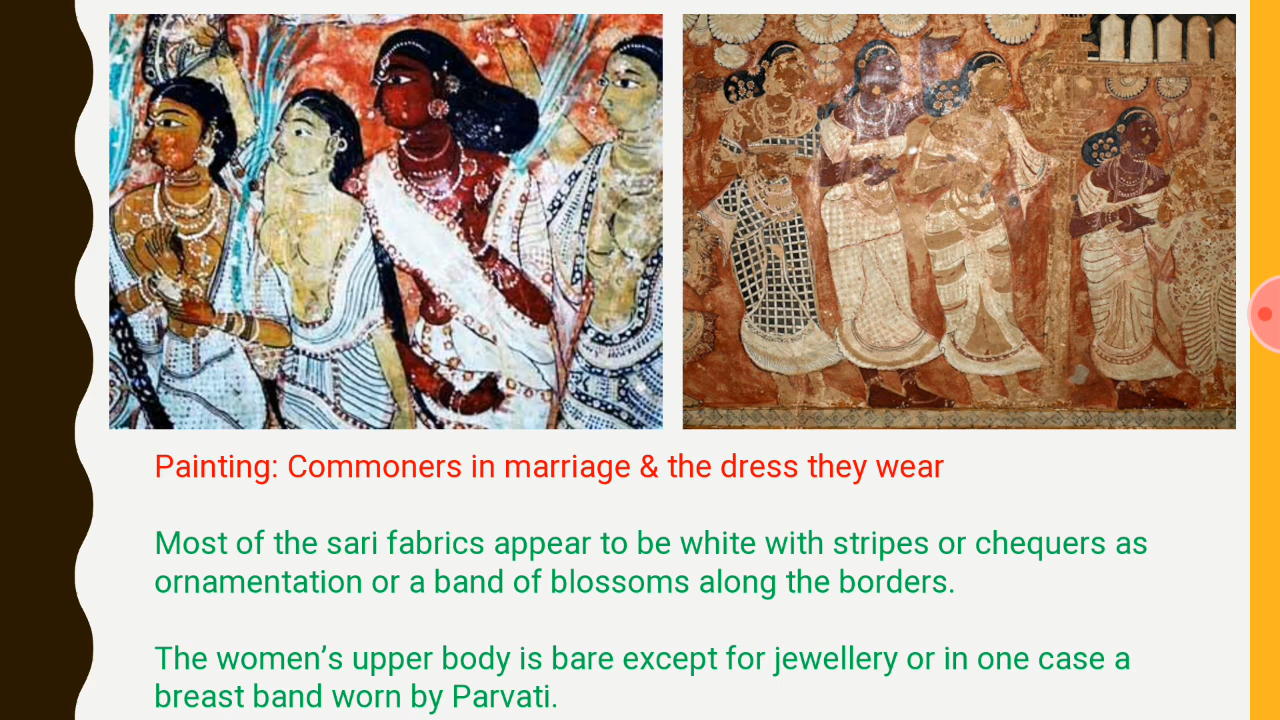 Painting: Commoners in marriage & the dress they wear
Most of the sari fabrics appear to be white with stripes or chequers as
ornamentation or a band of blossoms along the borders.
The women’s upper body is bare except for jewellery or in one case a
breast band worn by Parvati.